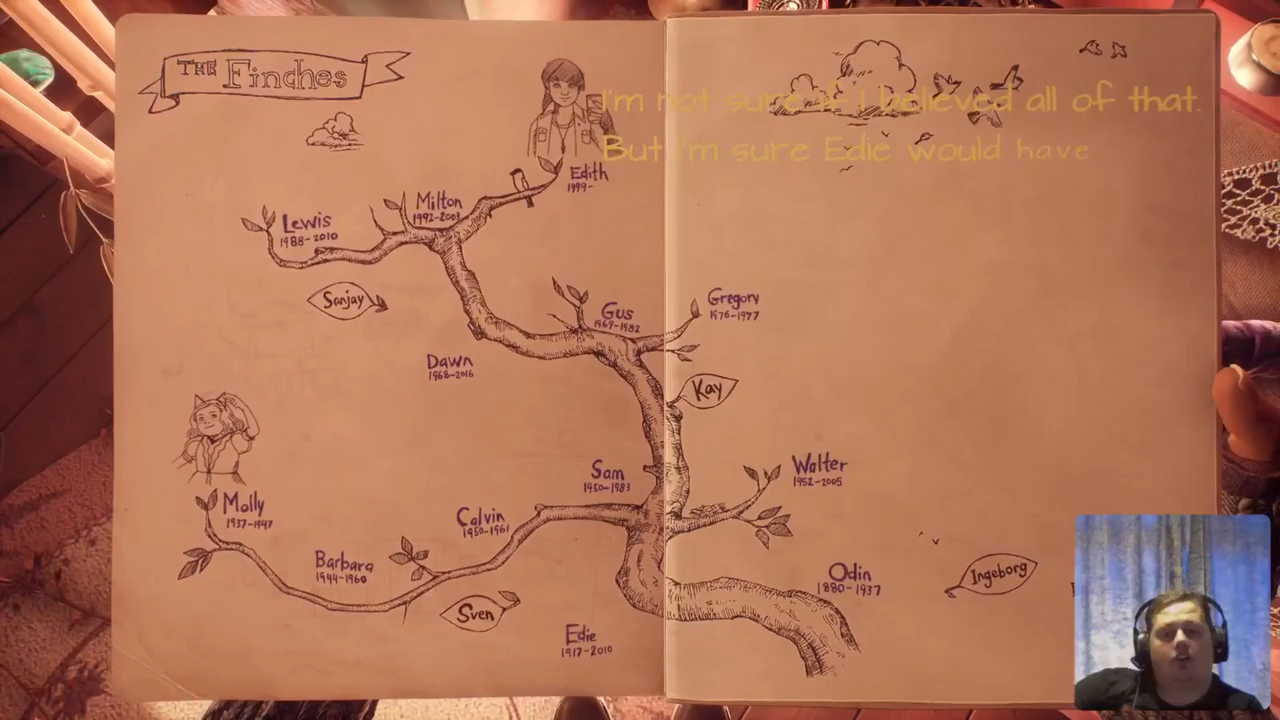 THE Finches
I'm not sure if I believed all of that.
But I'm sure Edie would have
Edith
1999-
Milton
1992-2003
Lewis
1988-2010
Sanjay
Gus
1969-1982
Gregory
1976-1977
Dawn
1968-2016
Kay
Sam
1950-1983
Walter
1952-2005
Molly
1937-1947
Calvin
1950-1961
Barbara
1944-1960
Odin
1880-1937
Ingeborg
Sven
Edie
1917-2010